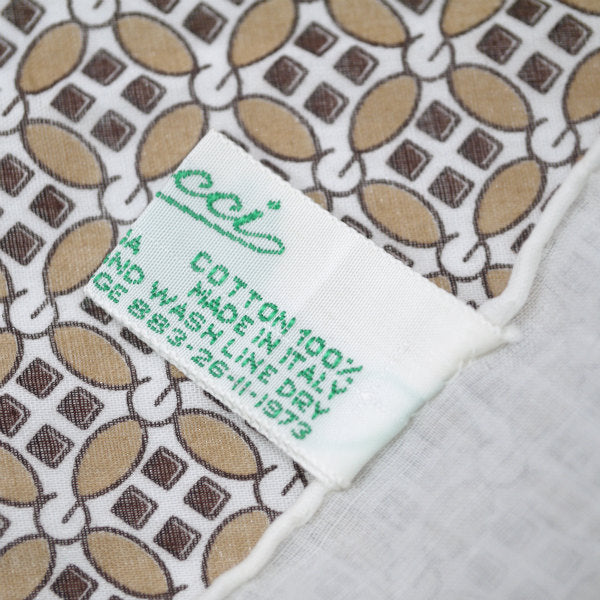 cci
COTTON 100%
MADE IN ITALY
WASH LINE DRY
883-26-11-1973